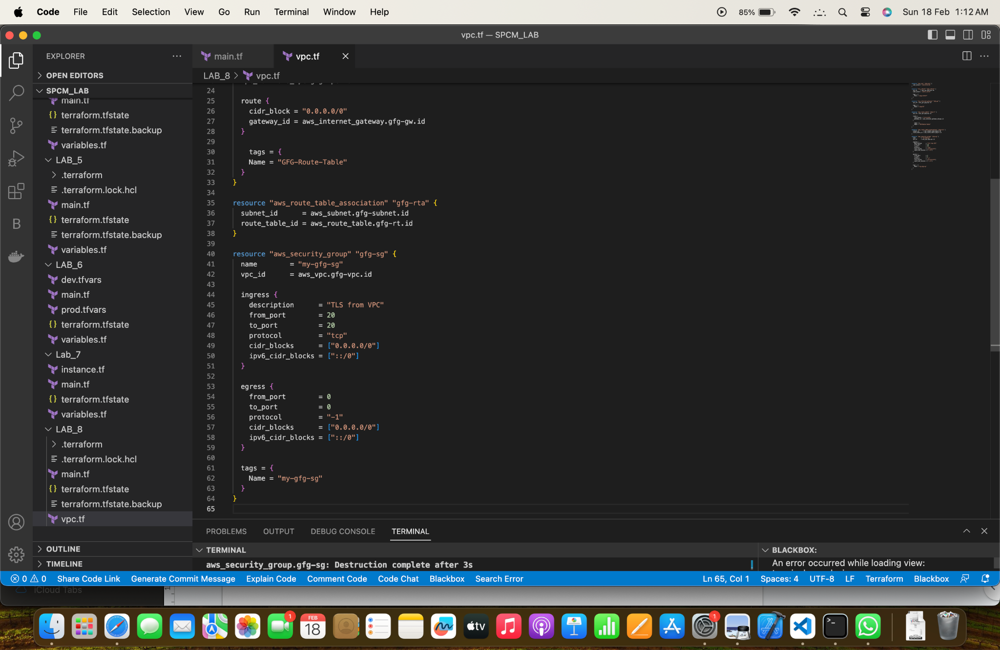 Code File Edit Selection View Go Run Terminal Window Help 85% Sun 18 Feb 1:12 AM
vpc.tf — SPCM_LAB
EXPLORER
OPEN EDITORS
SPCM_LAB
main.tf
{} terraform.tfstate
terraform.tfstate.backup
variables.tf
LAB_5
.terraform
.terraform.lock.hcl
main.tf
{} terraform.tfstate
terraform.tfstate.backup
variables.tf
LAB_6
dev.tfvars
main.tf
prod.tfvars
{} terraform.tfstate
variables.tf
Lab_7
instance.tf
main.tf
{} terraform.tfstate
variables.tf
LAB_8
.terraform
.terraform.lock.hcl
main.tf
{} terraform.tfstate
terraform.tfstate.backup
vpc.tf
OUTLINE
TIMELINE
B
main.tf vpc.tf
LAB_8 > vpc.tf
24
25 route {
26 cidr_block = "0.0.0.0/0"
27 gateway_id = aws_internet_gateway.gfg-gw.id
28 }
29
30 tags = {
31 Name = "GFG-Route-Table"
32 }
33 }
34
35 resource "aws_route_table_association" "gfg-rta" {
36 subnet_id = aws_subnet.gfg-subnet.id
37 route_table_id = aws_route_table.gfg-rt.id
38 }
39
40 resource "aws_security_group" "gfg-sg" {
41 name = "my-gfg-sg"
42 vpc_id = aws_vpc.gfg-vpc.id
43
44 ingress {
45 description = "TLS from VPC"
46 from_port = 20
47 to_port = 20
48 protocol = "tcp"
49 cidr_blocks = ["0.0.0.0/0"]
50 ipv6_cidr_blocks = ["::/0"]
51 }
52
53 egress {
54 from_port = 0
55 to_port = 0
56 protocol = "-1"
57 cidr_blocks = ["0.0.0.0/0"]
58 ipv6_cidr_blocks = ["::/0"]
59 }
60
61 tags = {
62 Name = "my-gfg-sg"
63 }
64 }
65
PROBLEMS OUTPUT DEBUG CONSOLE TERMINAL
TERMINAL
aws_security_group.gfg-sg: Destruction complete after 3s
BLACKBOX:
An error occurred while loading view:
0 0 Share Code Link Generate Commit Message Explain Code Comment Code Code Chat Blackbox Search Error Ln 65, Col 1 Spaces: 4 UTF-8 LF Terraform Blackbox
iCloud Tabs
1 FEB 18 tv 1
DOCX